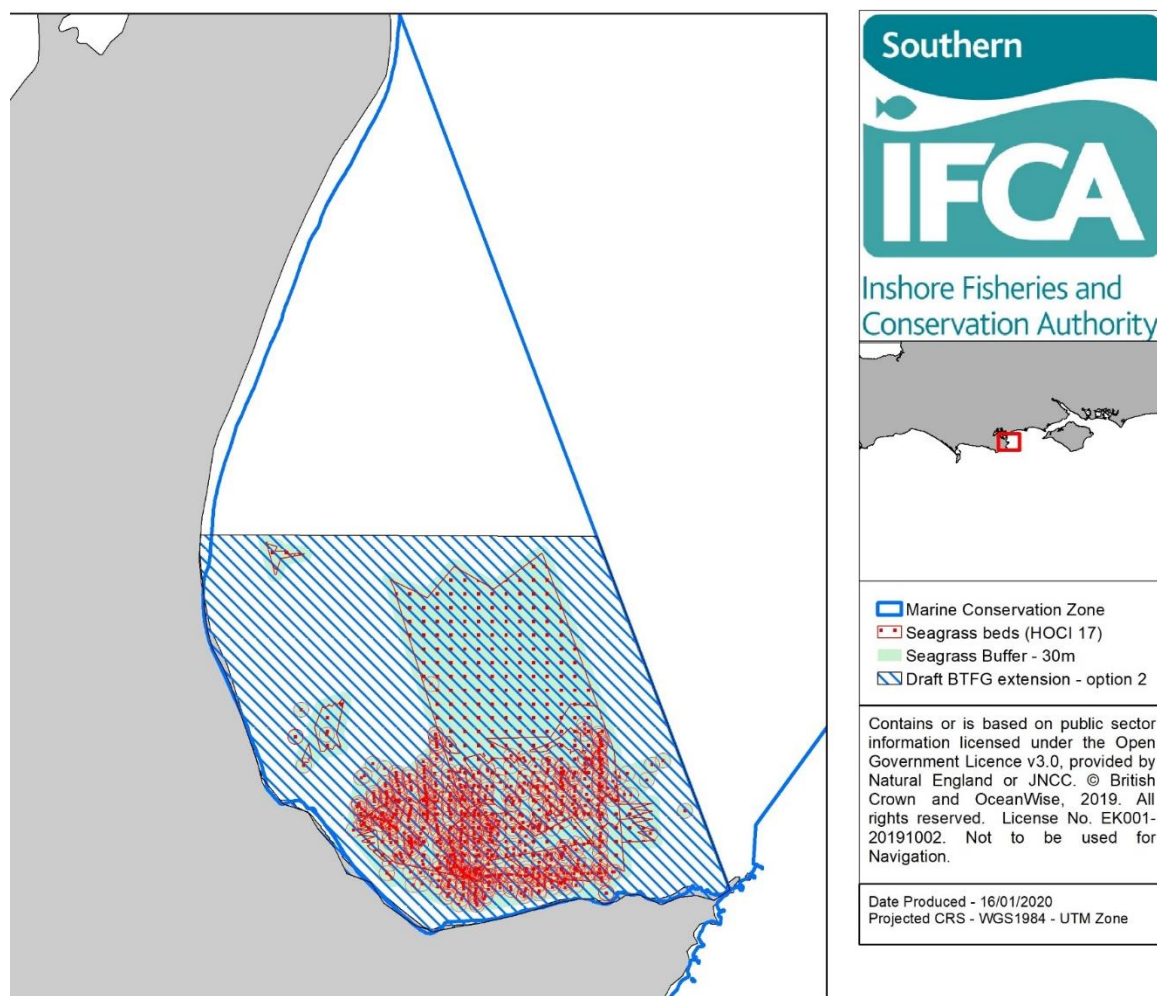 Southern
IFCA
Inshore Fisheries and
Conservation Authority
Marine Conservation Zone
Seagrass beds (HOCI 17)
Seagrass Buffer - 30m
Draft BTFG extension - option 2
Contains or is based on public sector
information licensed under the Open
Government Licence v3.0, provided by
Natural England or JNCC. © British
Crown and OceanWise, 2019. All
rights reserved. License No. EK001-
20191002. Not to be used for
Navigation.
Date Produced - 16/01/2020
Projected CRS - WGS1984 - UTM Zone